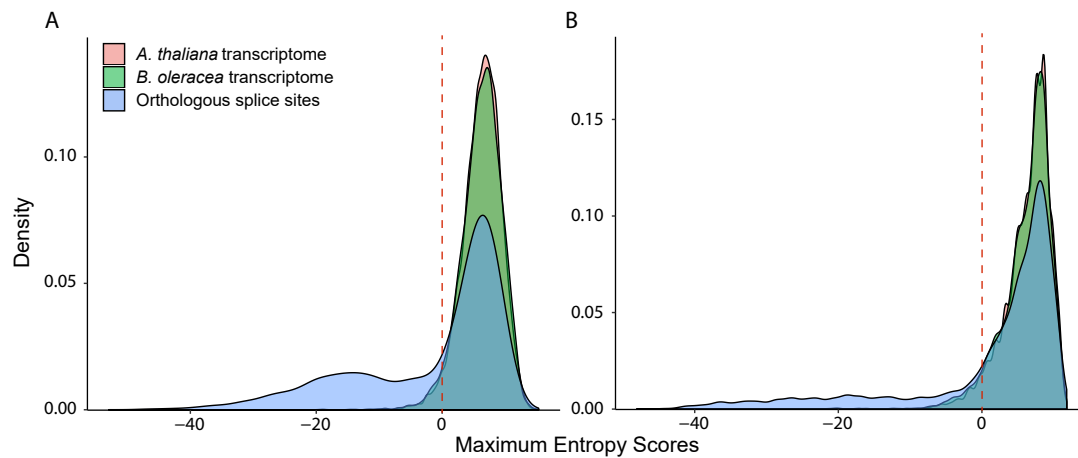 A
B
A. thaliana transcriptome
B. oleracea transcriptome
Orthologous splice sites
0.10
0.05
0.00
0.15
0.10
0.05
0.00
Density
−40
−20
0
−40
−20
0
Maximum Entropy Scores